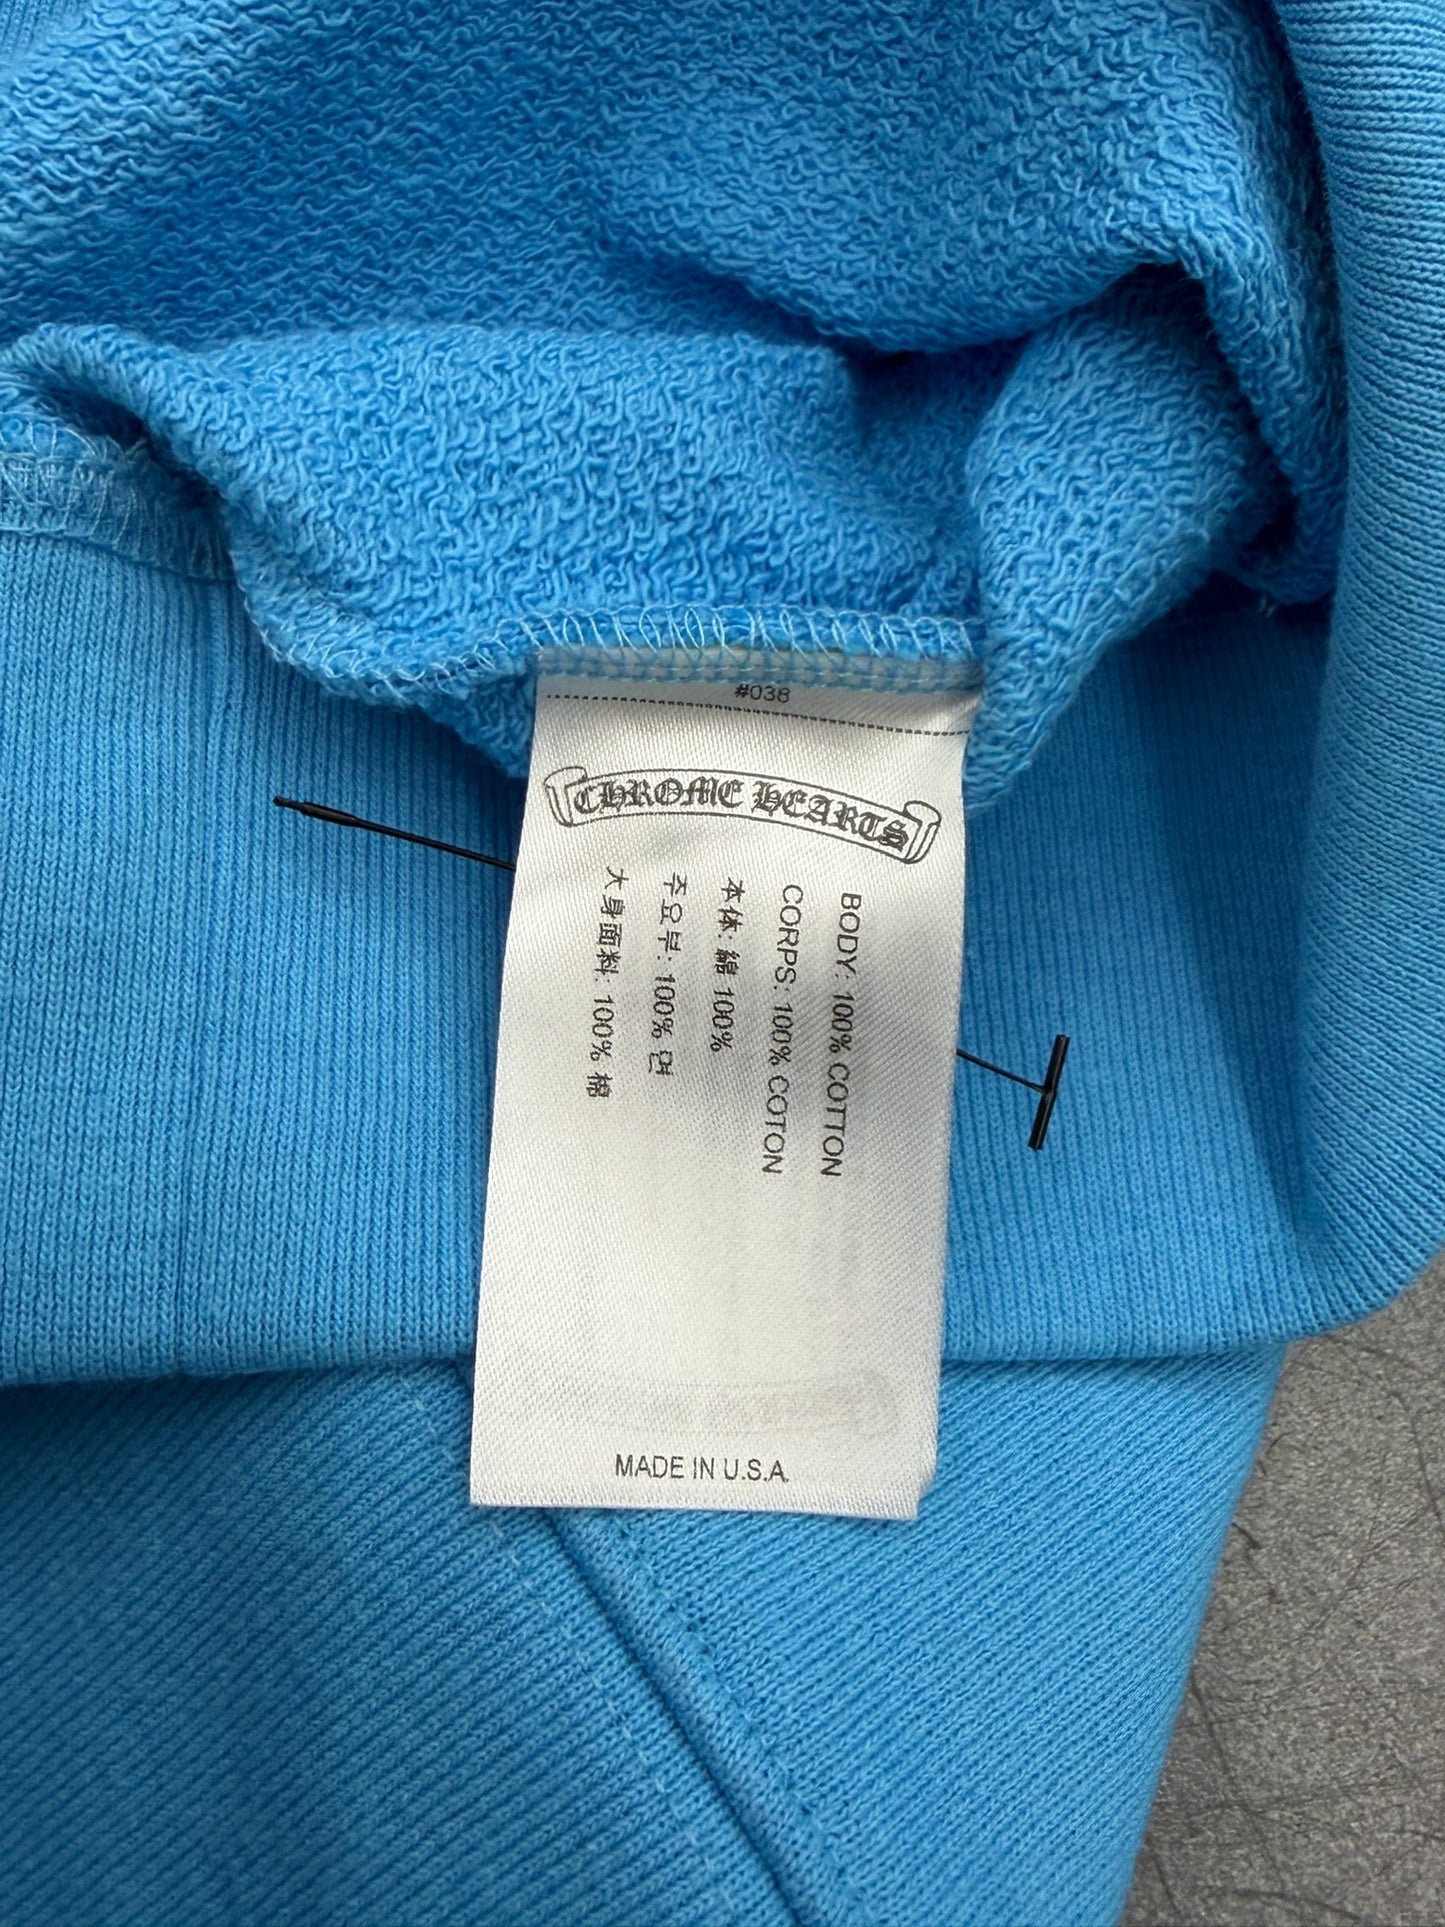 #038
CHROME HEARTS
BODY: 100% COTTON
CORPS: 100% COTON
本体: 綿 100%
주요부: 100% 면
大身面料: 100% 棉
MADE IN U.S.A.